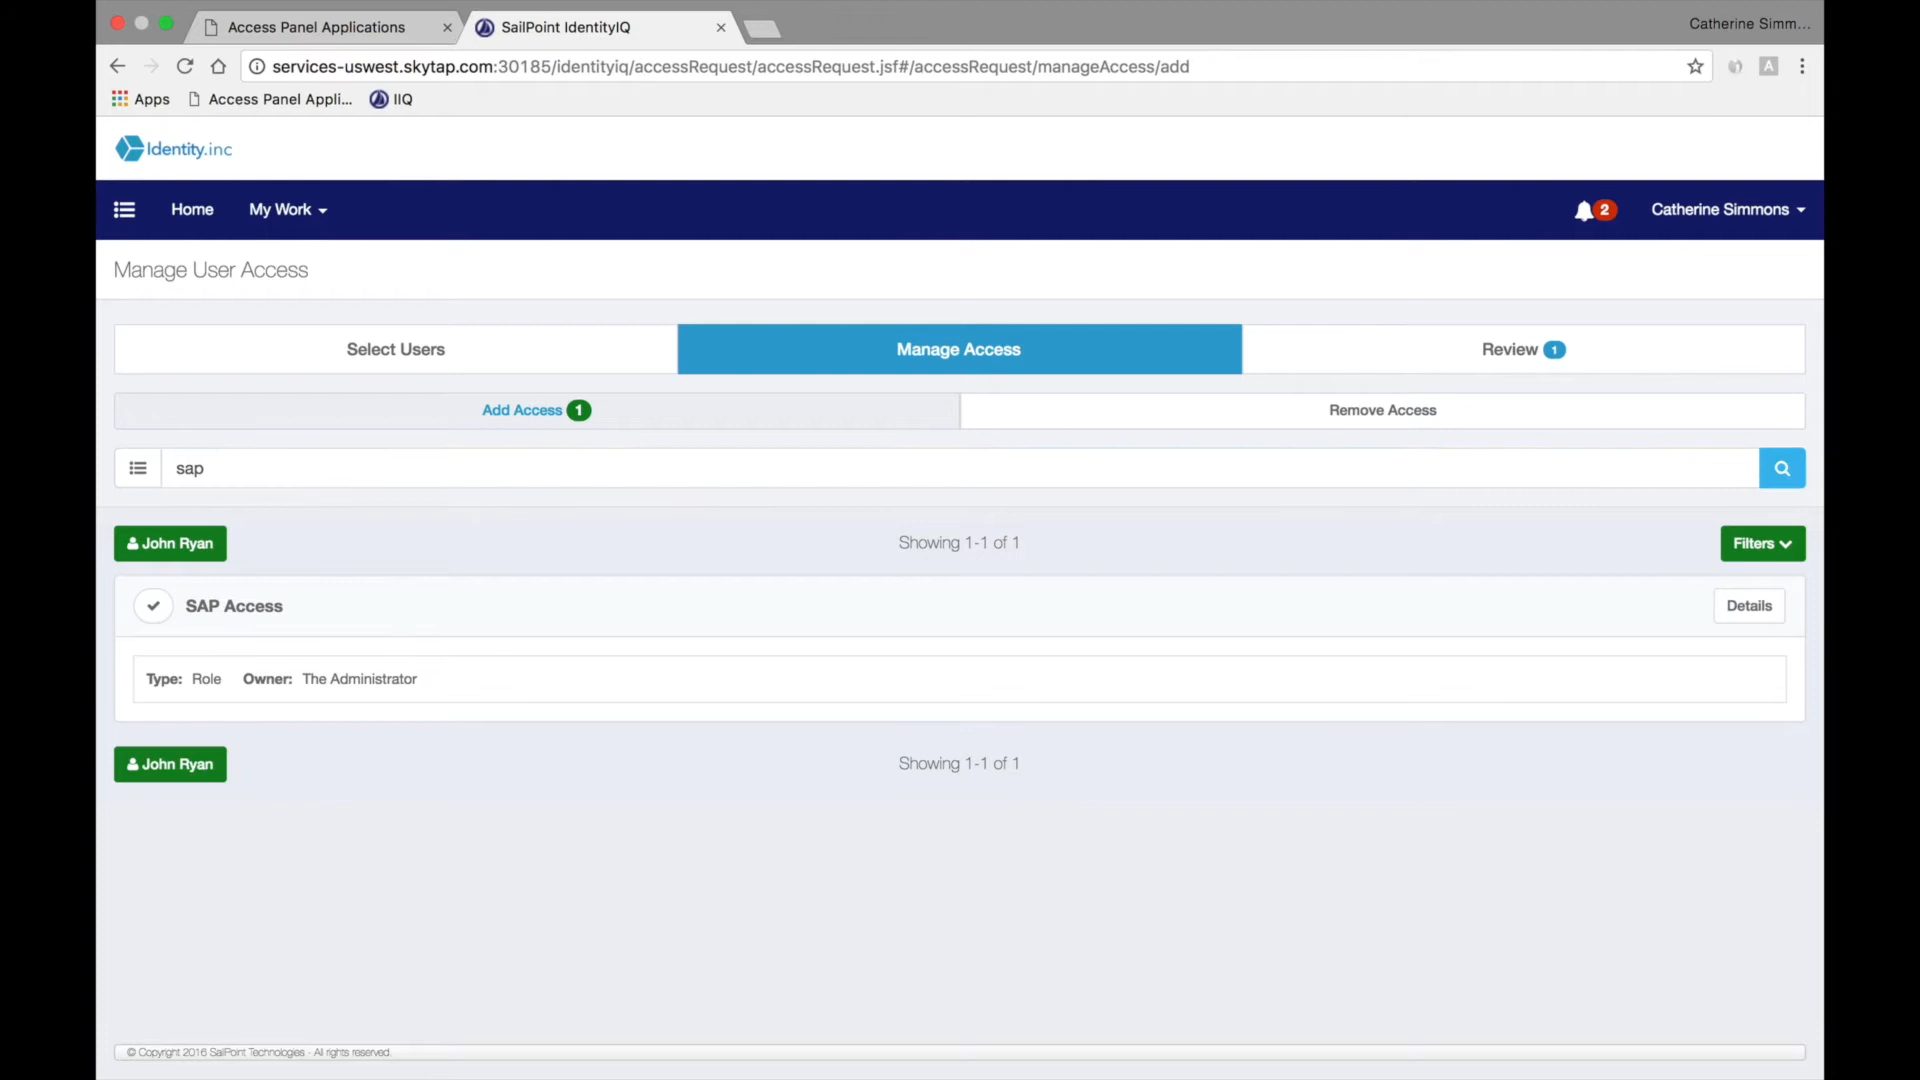 Access Panel Applications
SailPoint IdentityIQ
Catherine Simm...
services-uswest.skytap.com:30185/identityiq/accessRequest/accessRequest.jsf#/accessRequest/manageAccess/add
A
Apps
Access Panel Appli...
IIQ
Identity.inc
Home
My Work
2
Catherine Simmons
Manage User Access
Select Users
Manage Access
Review 1
Add Access 1
Remove Access
sap
John Ryan
Showing 1-1 of 1
Filters
SAP Access
Details
Type: Role Owner: The Administrator
John Ryan
Showing 1-1 of 1
© Copyright 2016 SailPoint Technologies - All rights reserved.